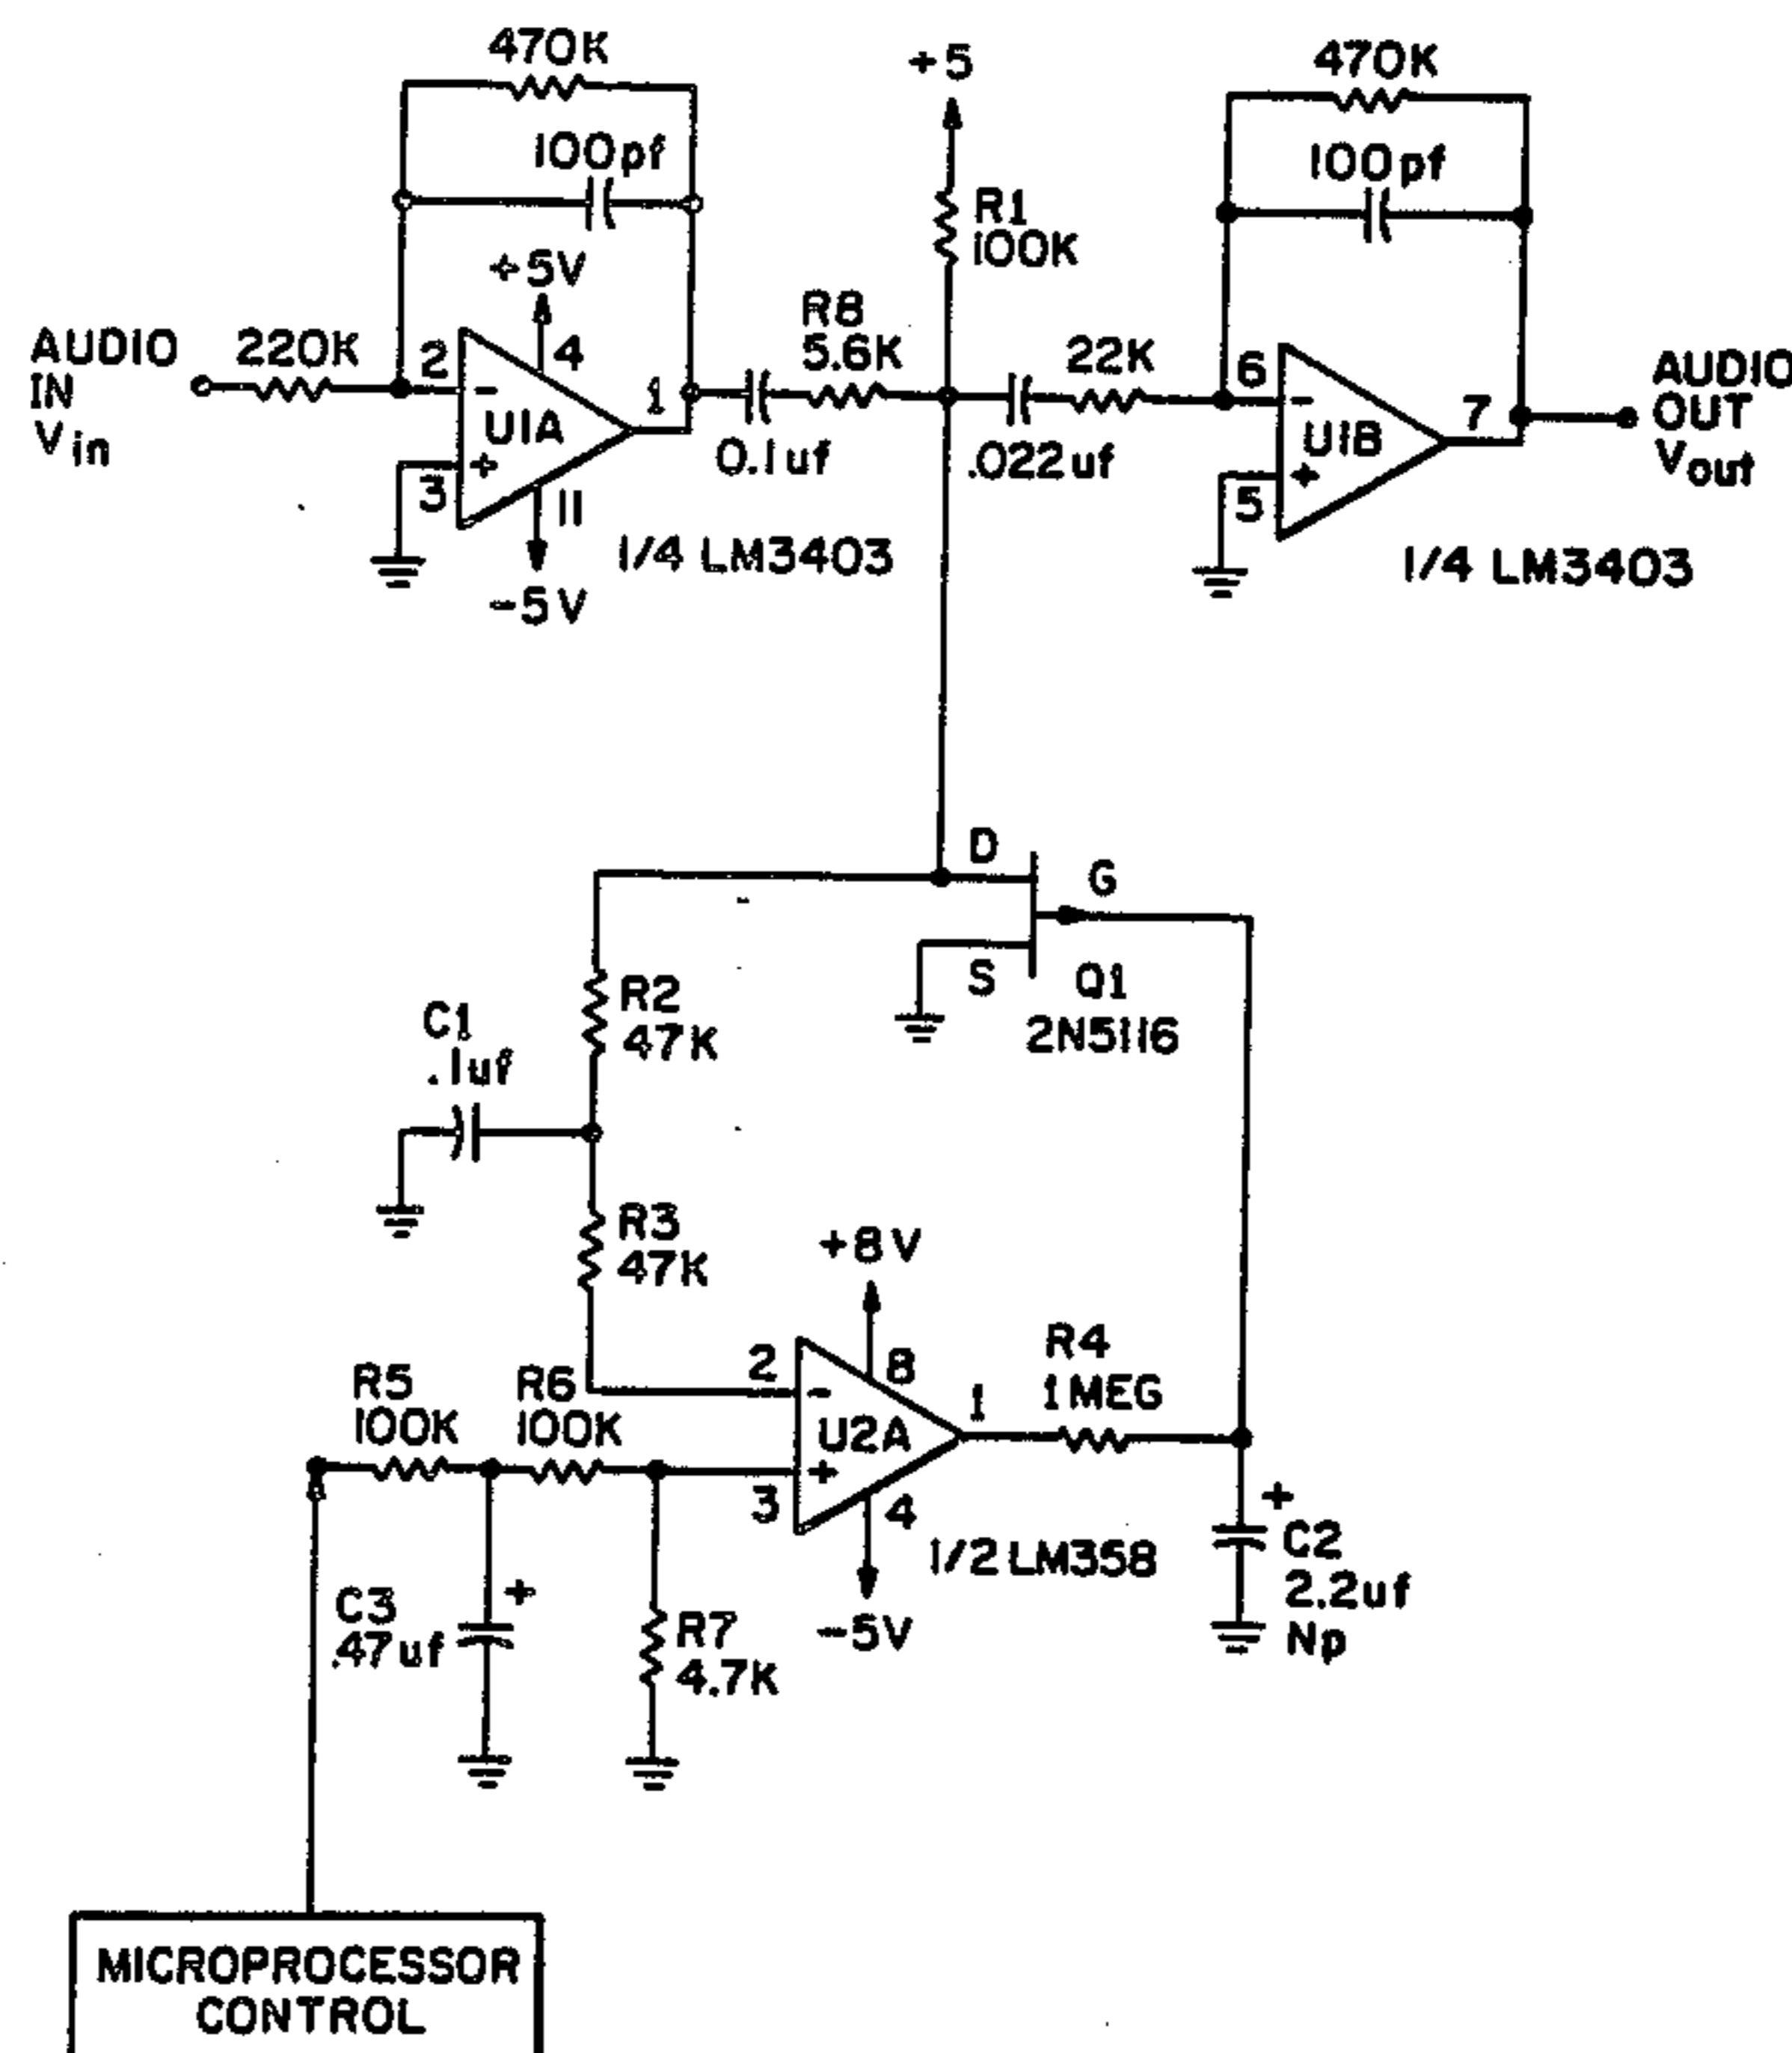 470K
100pf
+5V
AUDIO
IN
Vin
220K
2
4
U1A
1
3
11
-5V
1/4 LM3403
R8
5.6K
0.1uf
+5
R1
100K
.022uf
22K
470K
100pf
6
U1B
7
5
1/4 LM3403
AUDIO
OUT
Vout
D
G
S
Q1
2N5116
R2
47K
C1
.1uf
R3
47K
+8V
R5
100K
R6
100K
2
8
U2A
1
3
4
-5V
1/2 LM358
R4
1MEG
+
C2
2.2uf
Np
C3
.47uf
+
R7
4.7K
MICROPROCESSOR
CONTROL